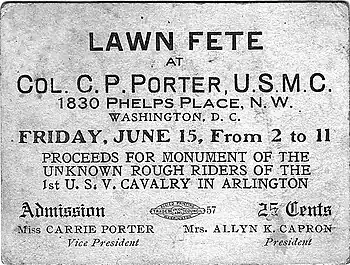 LAWN FETE
AT
COL. C. P. PORTER, U.S.M.C.
1830 PHELPS PLACE, N. W.
WASHINGTON, D. C.
FRIDAY, JUNE 15, From 2 to 11
PROCEEDS FOR MONUMENT OF THE
UNKNOWN ROUGH RIDERS OF THE
1st U. S. V. CAVALRY IN ARLINGTON
Admission 57 25 Cents
Miss CARRIE PORTER Mrs. ALLYN K. CAPRON
Vice President President